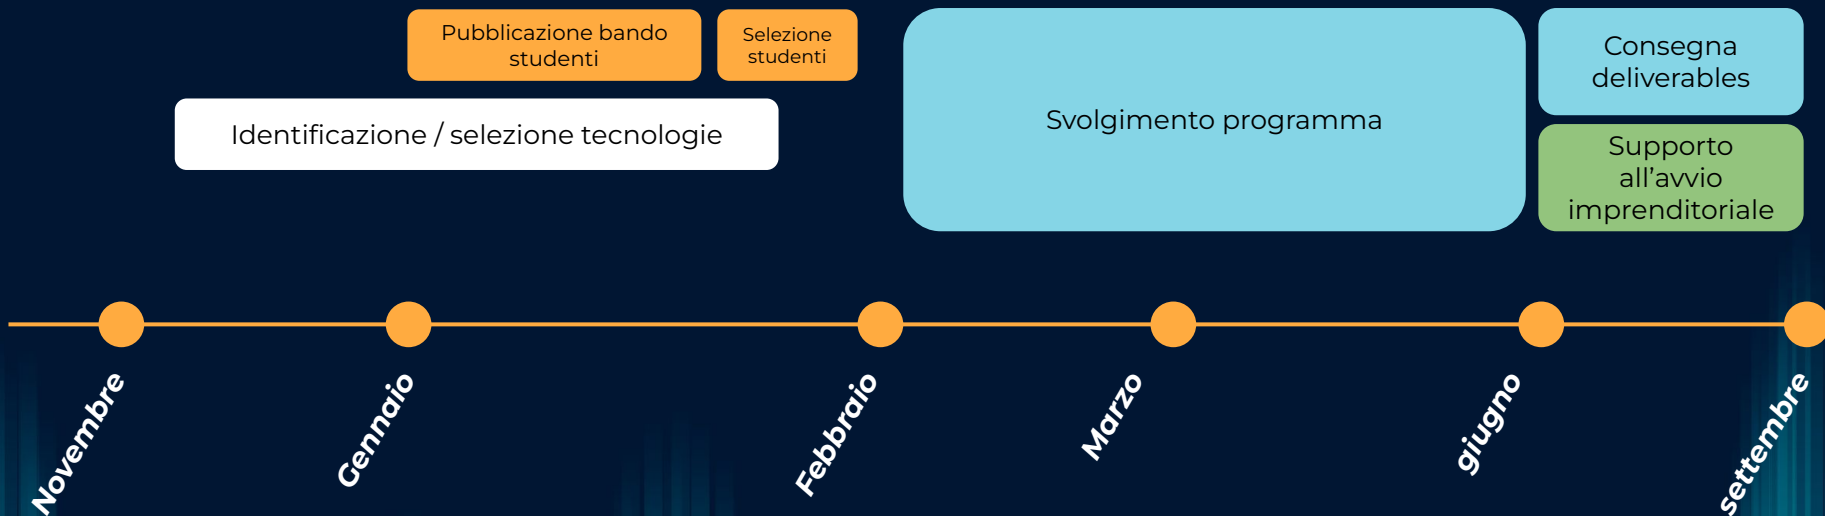 Pubblicazione bando
studenti
Selezione
studenti
Identificazione / selezione tecnologie
Svolgimento programma
Consegna
deliverables
Supporto
all’avvio
imprenditoriale
Novembre
Gennaio
Febbraio
Marzo
giugno
settembre